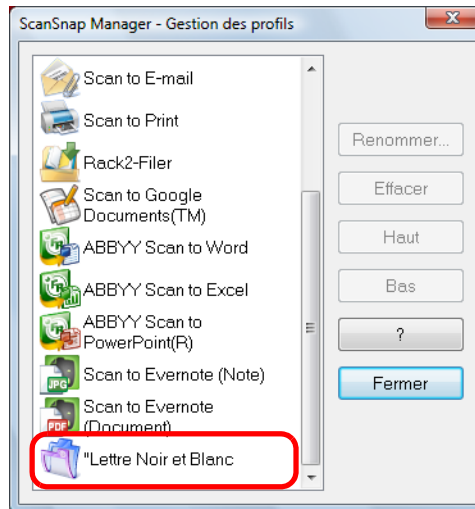 ScanSnap Manager - Gestion des profils
Scan to E-mail
Scan to Print
Rack2-Filer
Scan to Google
Documents(TM)
ABBYY Scan to Word
ABBYY Scan to Excel
ABBYY Scan to
PowerPoint(R)
JPG
Scan to Evernote (Note)
Scan to Evernote
(Document)
PDF
"Lettre Noir et Blanc
Renommer...
Effacer
Haut
Bas
?
Fermer